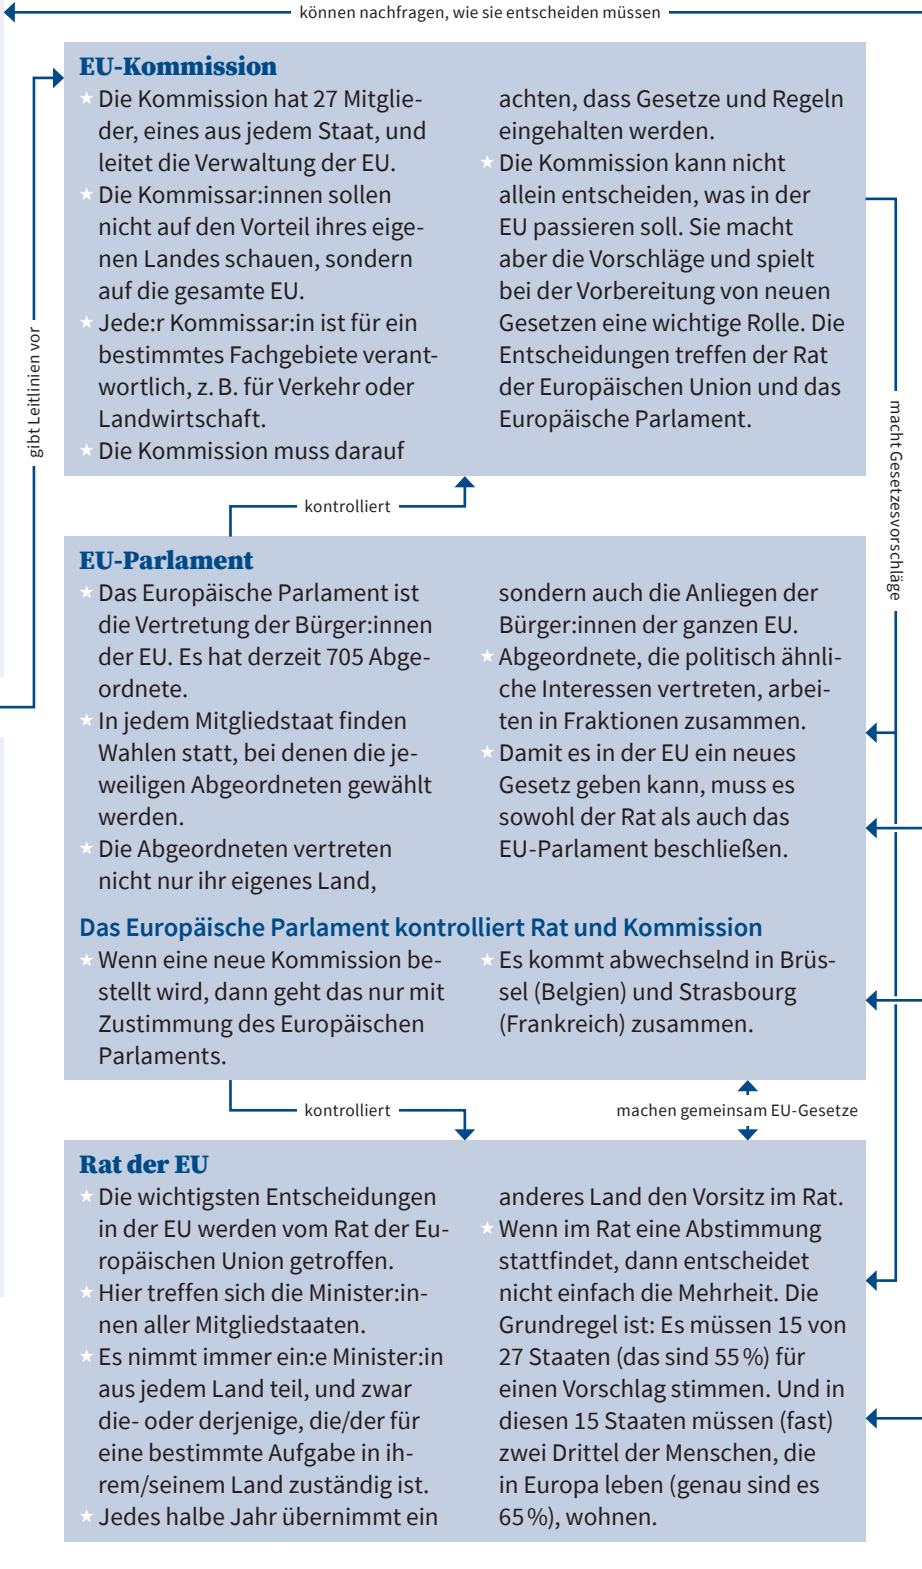 können nachfragen, wie sie entscheiden müssen
EU-Kommission
Die Kommission hat 27 Mitglie-
der, eines aus jedem Staat, und
leitet die Verwaltung der EU.
Die Kommissar:innen sollen
nicht auf den Vorteil ihres eige-
nen Landes schauen, sondern
auf die gesamte EU.
Jede:r Kommissar:in ist für ein
bestimmtes Fachgebiete verant-
wortlich, z. B. für Verkehr oder
Landwirtschaft.
Die Kommission muss darauf
achten, dass Gesetze und Regeln
eingehalten werden.
Die Kommission kann nicht
allein entscheiden, was in der
EU passieren soll. Sie macht
aber die Vorschläge und spielt
bei der Vorbereitung von neuen
Gesetzen eine wichtige Rolle. Die
Entscheidungen treffen der Rat
der Europäischen Union und das
Europäische Parlament.
gibt Leitlinien vor
macht Gesetzesvorschläge
kontrolliert
EU-Parlament
Das Europäische Parlament ist
die Vertretung der Bürger:innen
der EU. Es hat derzeit 705 Abge-
ordnete.
In jedem Mitgliedstaat finden
Wahlen statt, bei denen die je-
weiligen Abgeordneten gewählt
werden.
Die Abgeordneten vertreten
nicht nur ihr eigenes Land,
sondern auch die Anliegen der
Bürger:innen der ganzen EU.
Abgeordnete, die politisch ähnli-
che Interessen vertreten, arbei-
ten in Fraktionen zusammen.
Damit es in der EU ein neues
Gesetz geben kann, muss es
sowohl der Rat als auch das
EU-Parlament beschließen.
Das Europäische Parlament kontrolliert Rat und Kommission
Wenn eine neue Kommission be-
stellt wird, dann geht das nur mit
Zustimmung des Europäischen
Parlaments.
Es kommt abwechselnd in Brüs-
sel (Belgien) und Strasbourg
(Frankreich) zusammen.
kontrolliert
machen gemeinsam EU-Gesetze
Rat der EU
Die wichtigsten Entscheidungen
in der EU werden vom Rat der Eu-
ropäischen Union getroffen.
Hier treffen sich die Minister:in-
nen aller Mitgliedstaaten.
Es nimmt immer ein:e Minister:in
aus jedem Land teil, und zwar
die- oder derjenige, die/der für
eine bestimmte Aufgabe in ih-
rem/seinem Land zuständig ist.
Jedes halbe Jahr übernimmt ein
anderes Land den Vorsitz im Rat.
Wenn im Rat eine Abstimmung
stattfindet, dann entscheidet
nicht einfach die Mehrheit. Die
Grundregel ist: Es müssen 15 von
27 Staaten (das sind 55 %) für
einen Vorschlag stimmen. Und in
diesen 15 Staaten müssen (fast)
zwei Drittel der Menschen, die
in Europa leben (genau sind es
65 %), wohnen.